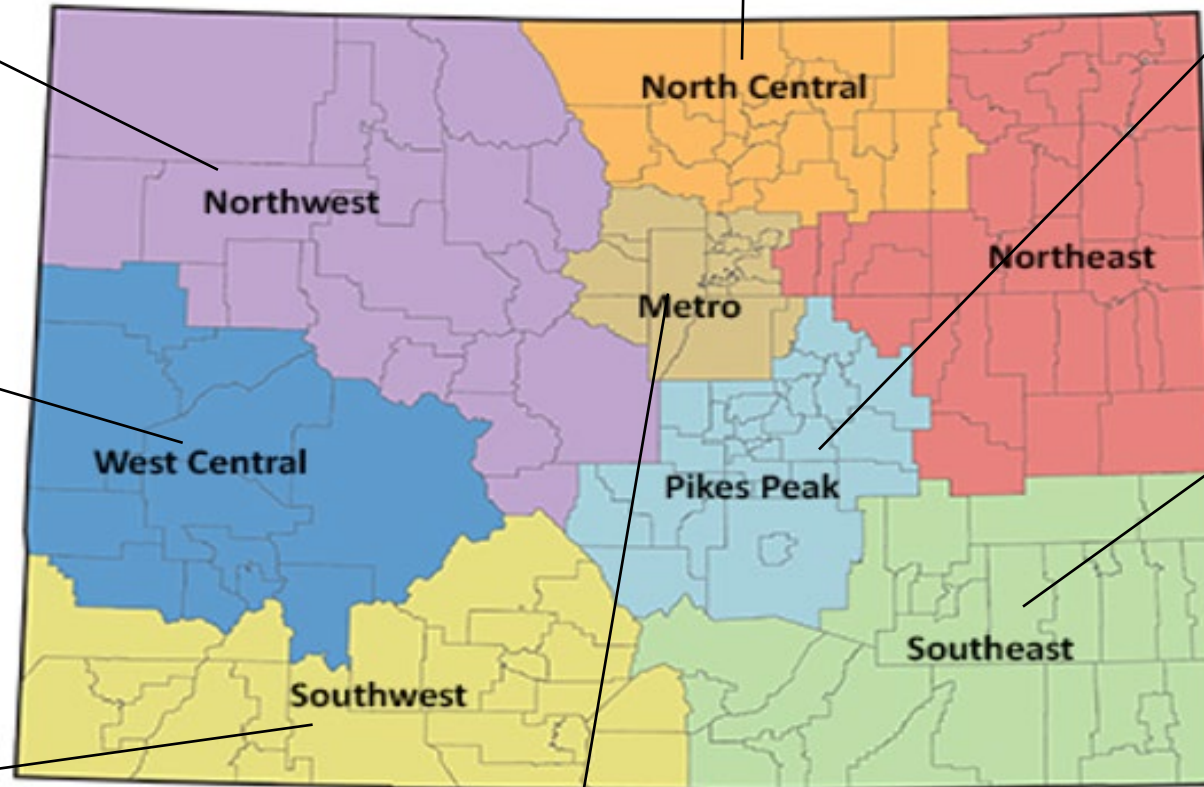 North Central
Northwest
Northeast
Metro
West Central
Pikes Peak
Southeast
Southwest